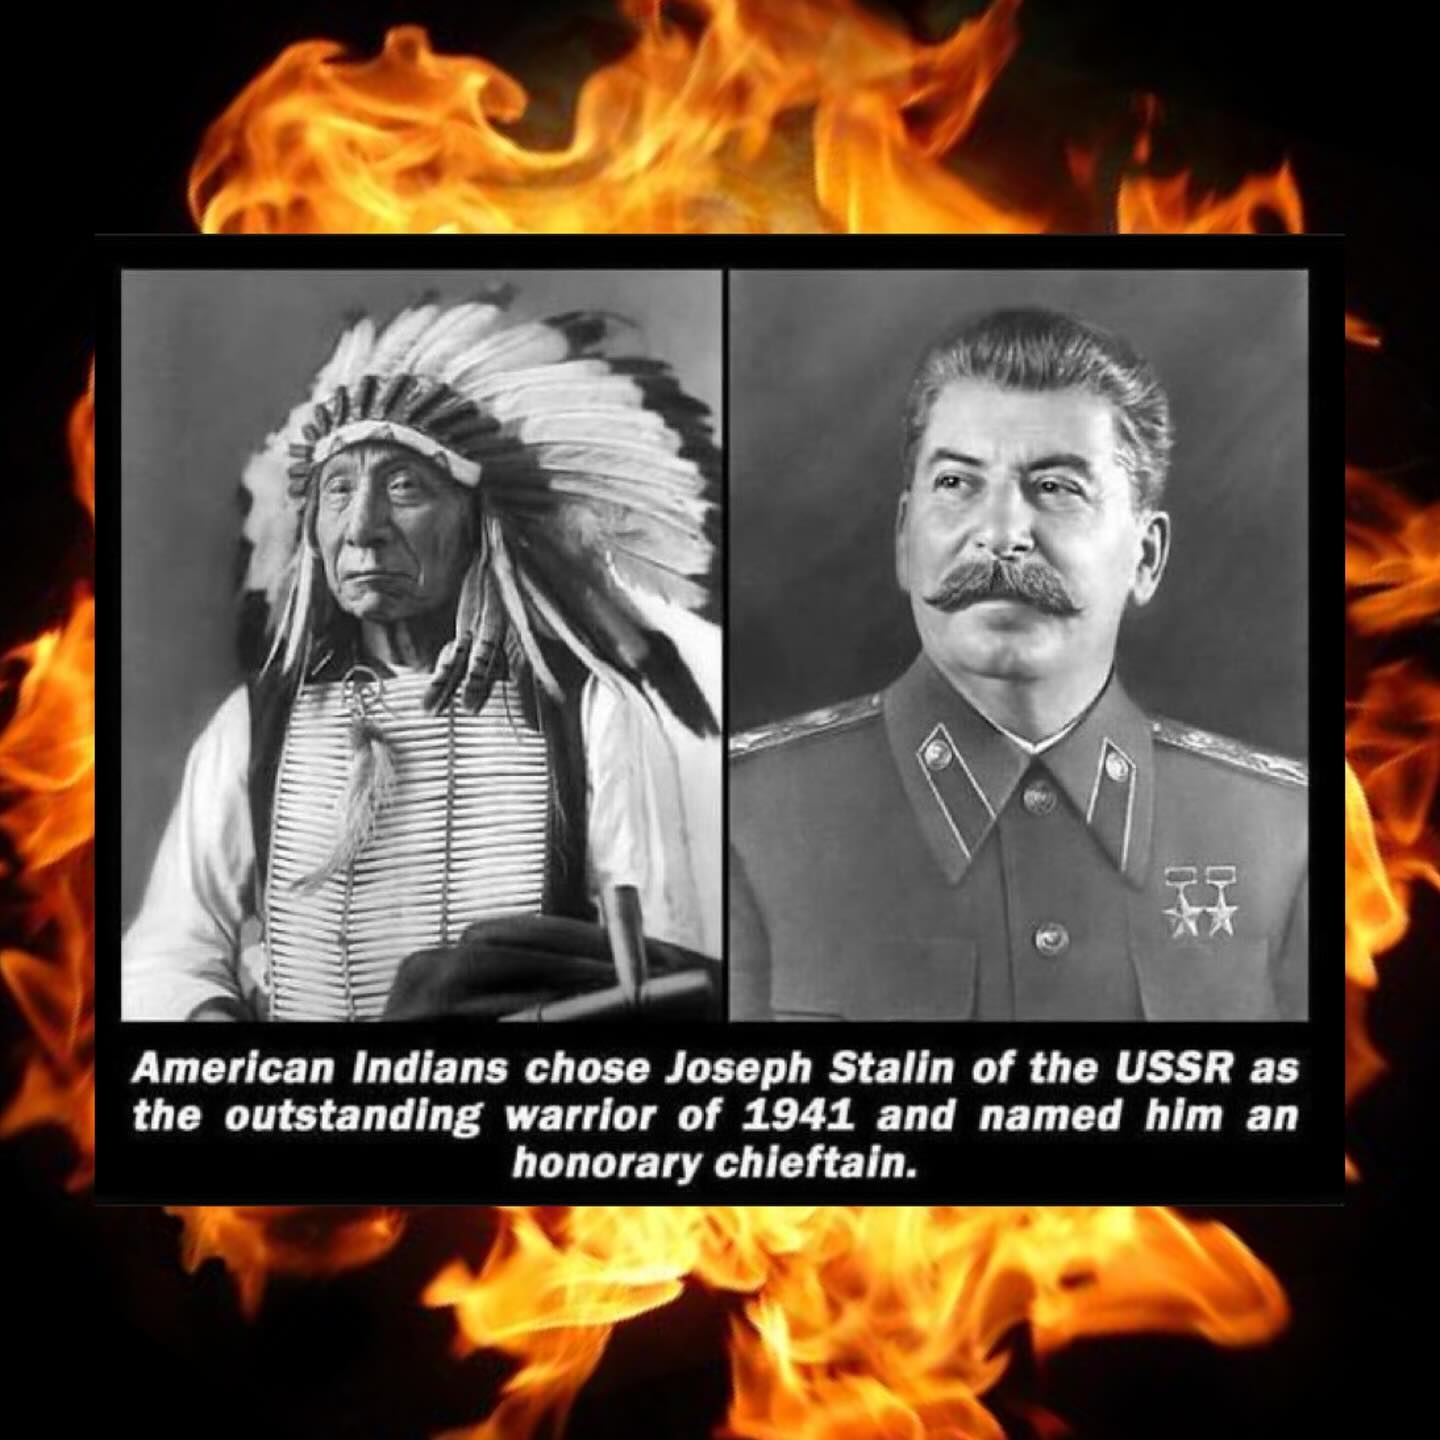 American Indians chose Joseph Stalin of the USSR as
the outstanding warrior of 1941 and named him an
honorary chieftain.